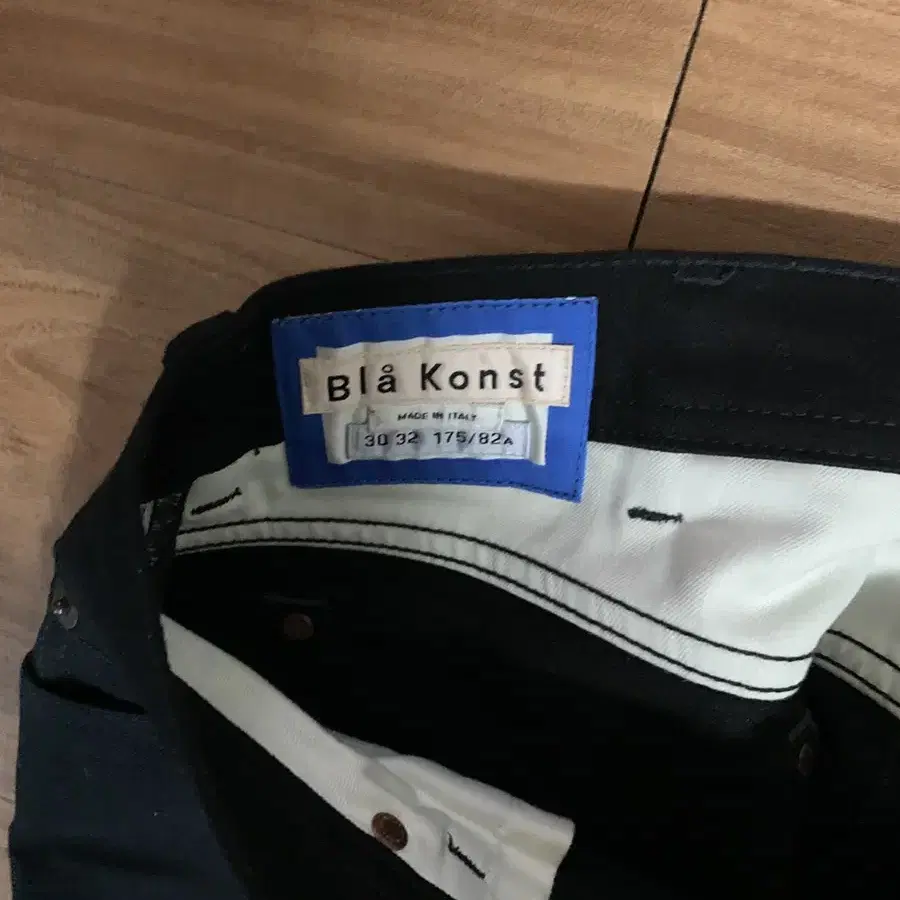 Blå Konst
MADE IN ITALY
30 32 175/82A